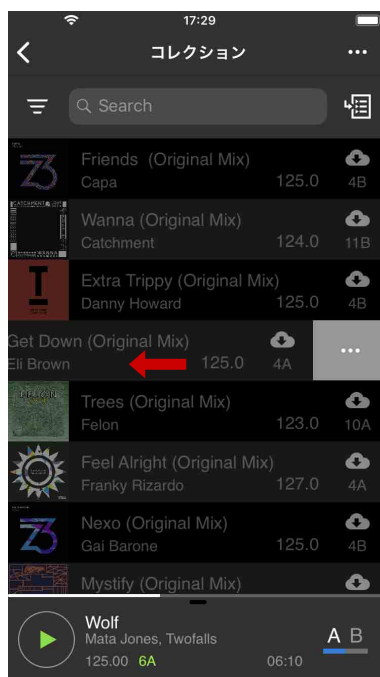 17:29
コレクション
Search
Friends (Original Mix)
Capa 125.0 4B
Wanna (Original Mix)
Catchment 124.0 11B
Extra Trippy (Original Mix)
Danny Howard 125.0 4B
Get Down (Original Mix)
Eli Brown 125.0 4A
Trees (Original Mix)
Felon 123.0 10A
Feel Alright (Original Mix)
Franky Rizardo 127.0 4A
Nexo (Original Mix)
Gai Barone 125.0 4B
Mystify (Original Mix)
Wolf
Mata Jones, Twofalls
A B
125.00 6A 06:10